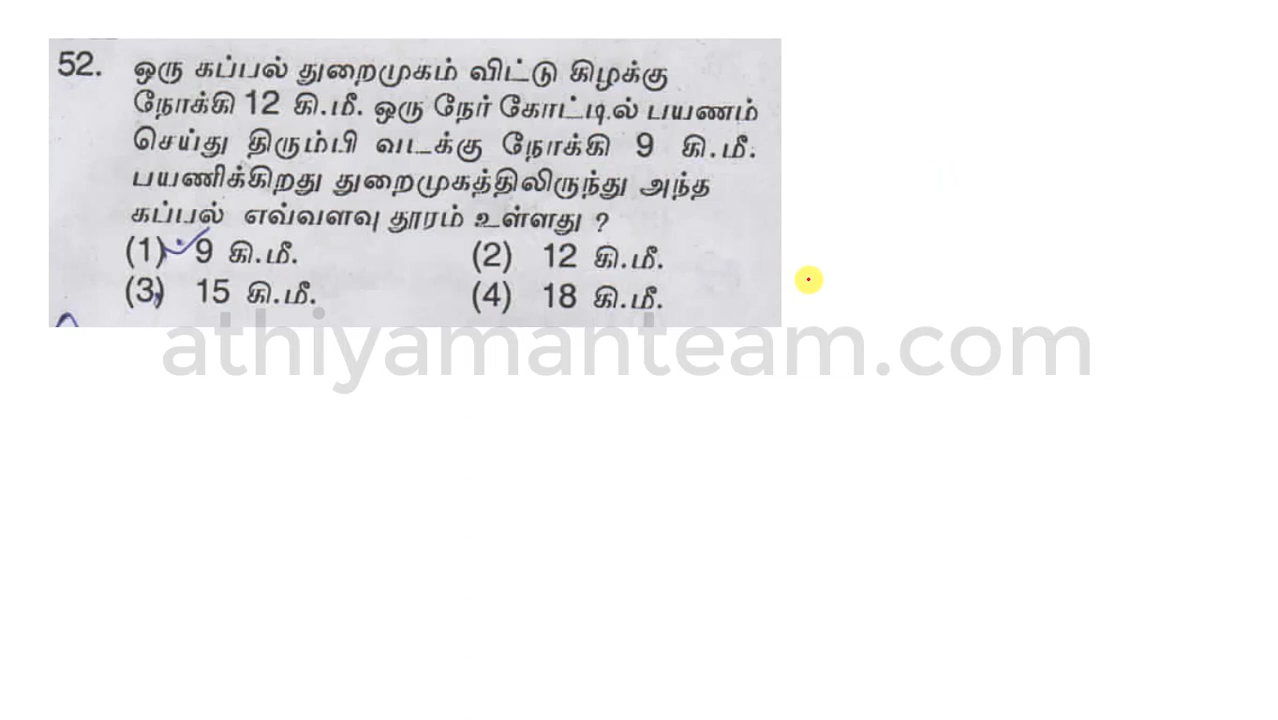 52. ஒரு கப்பல் துறைமுகம் விட்டு கிழக்கு
நோக்கி 12 கி.மீ. ஒரு நேர் கோட்டில் பயணம்
செய்து திரும்பி வடக்கு நோக்கி 9 கி.மீ.
பயணிக்கிறது துறைமுகத்திலிருந்து அந்த
கப்பல் எவ்வளவு தூரம் உள்ளது ?
(1) 9 கி.மீ. (2) 12 கி.மீ.
(3) 15 கி.மீ. (4) 18 கி.மீ.
athiyamanteam.com